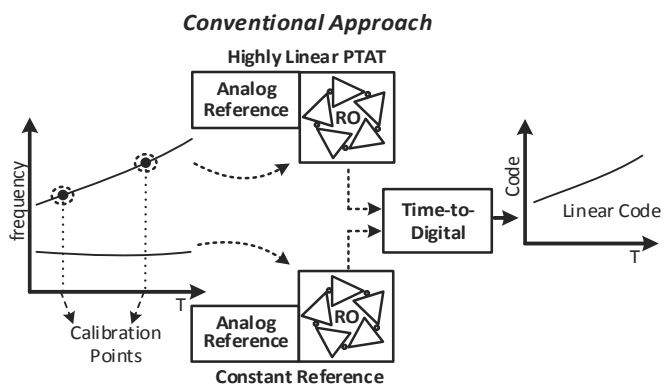 Conventional Approach
Highly Linear PTAT
Analog
Reference
RO
frequency
T
Calibration
Points
Time-to-
Digital
Code
Linear Code
T
Analog
Reference
RO
Constant Reference